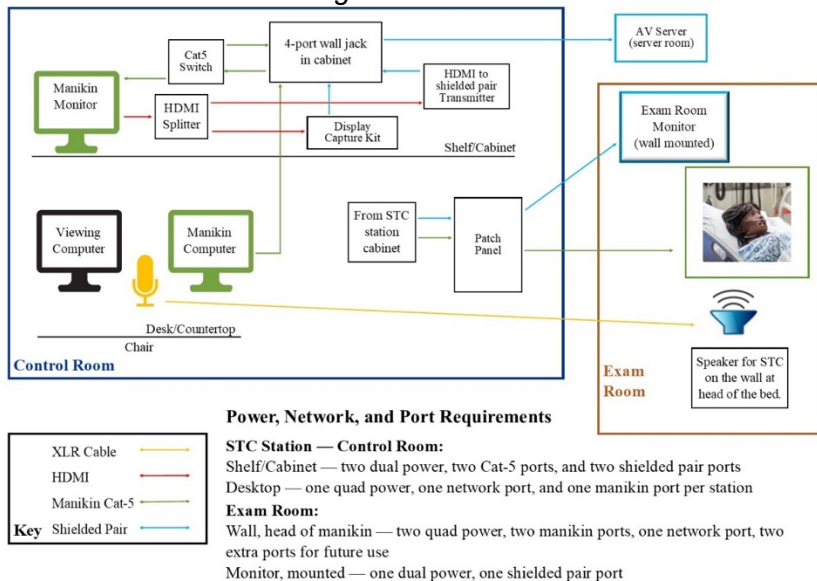 Cat5
Switch
4-port wall jack
in cabinet
AV Server
(server room)
Manikin
Monitor
HDMI
Splitter
HDMI to
shielded pair
Transmitter
Display
Capture Kit
Shelf/Cabinet
Exam Room
Monitor
(wall mounted)
Viewing
Computer
Manikin
Computer
From STC
station
cabinet
Patch
Panel
Desk/Countertop
Chair
Control Room
Exam
Room
Speaker for STC
on the wall at
head of the bed.
Power, Network, and Port Requirements
XLR Cable
HDMI
Manikin Cat-5
Key Shielded Pair
STC Station — Control Room:
Shelf/Cabinet — two dual power, two Cat-5 ports, and two shielded pair ports
Desktop — one quad power, one network port, and one manikin port per station
Exam Room:
Wall, head of manikin — two quad power, two manikin ports, one network port, two
extra ports for future use
Monitor, mounted — one dual power, one shielded pair port